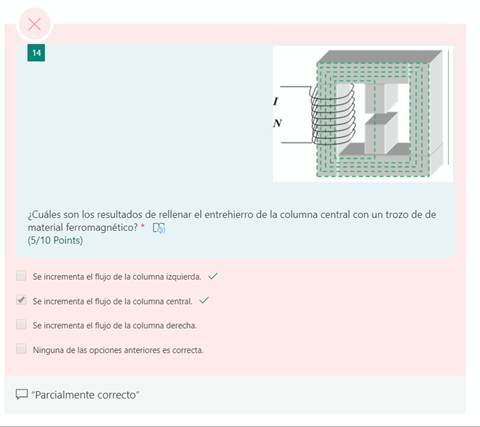 14
I
N
¿Cuáles son los resultados de rellenar el entrehierro de la columna central con un trozo de de
material ferromagnético? *
(5/10 Points)
Se incrementa el flujo de la columna izquierda.
Se incrementa el flujo de la columna central.
Se incrementa el flujo de la columna derecha.
Ninguna de las opciones anteriores es correcta.
"Parcialmente correcto"